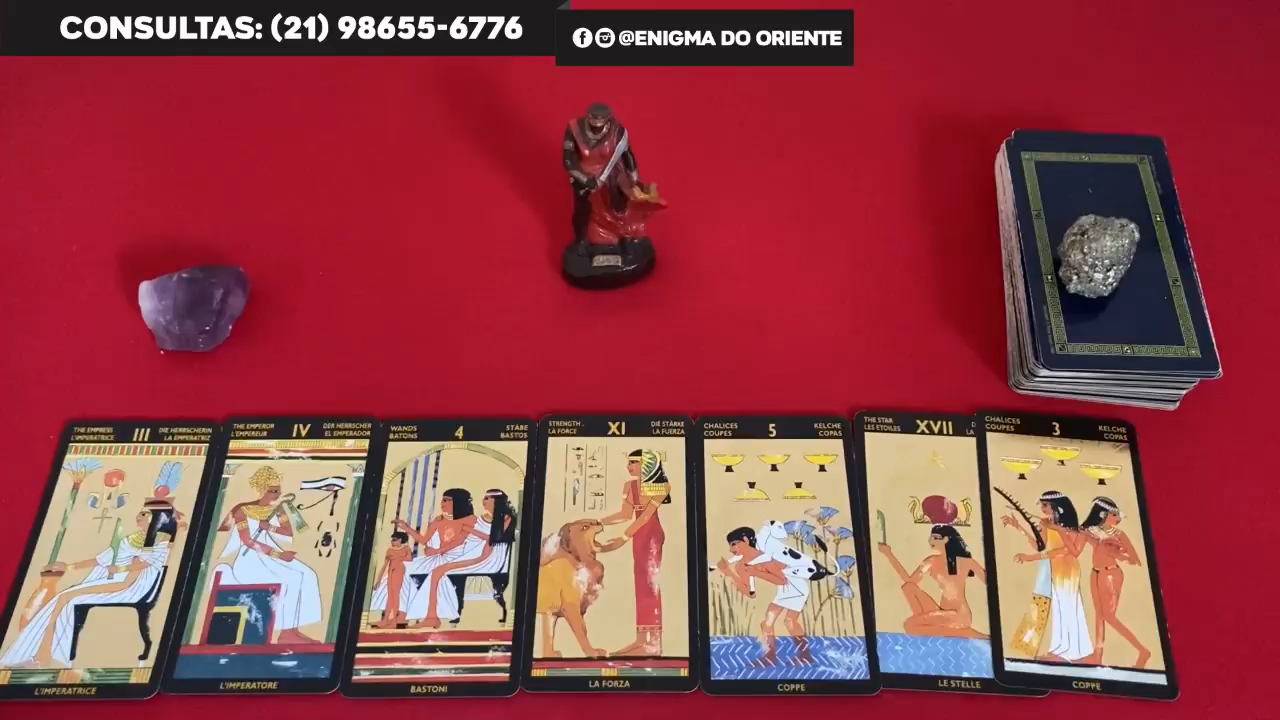 CONSULTAS: (21) 98655-6776
@ENIGMA DO ORIENTE
THE EMPRESS
L'IMPERATRICE
III
DIE HERRSCHERIN
LA EMPERATRIZ
L'IMPERATRICE
THE EMPEROR
L'EMPEREUR
IV
DER HERRSCHER
EL EMPERADOR
L'IMPERATORE
WANDS
BATONS
4
STÄBE
BASTOS
BASTONI
STRENGTH
LA FORCE
XI
DIE STÄRKE
LA FUERZA
LA FORZA
CHALICES
COUPES
5
KELCHE
COPAS
COPPE
THE STAR
LES ETOILES
XVII
LE STELLE
CHALICES
COUPES
3
KELCHE
COPAS
COPPE